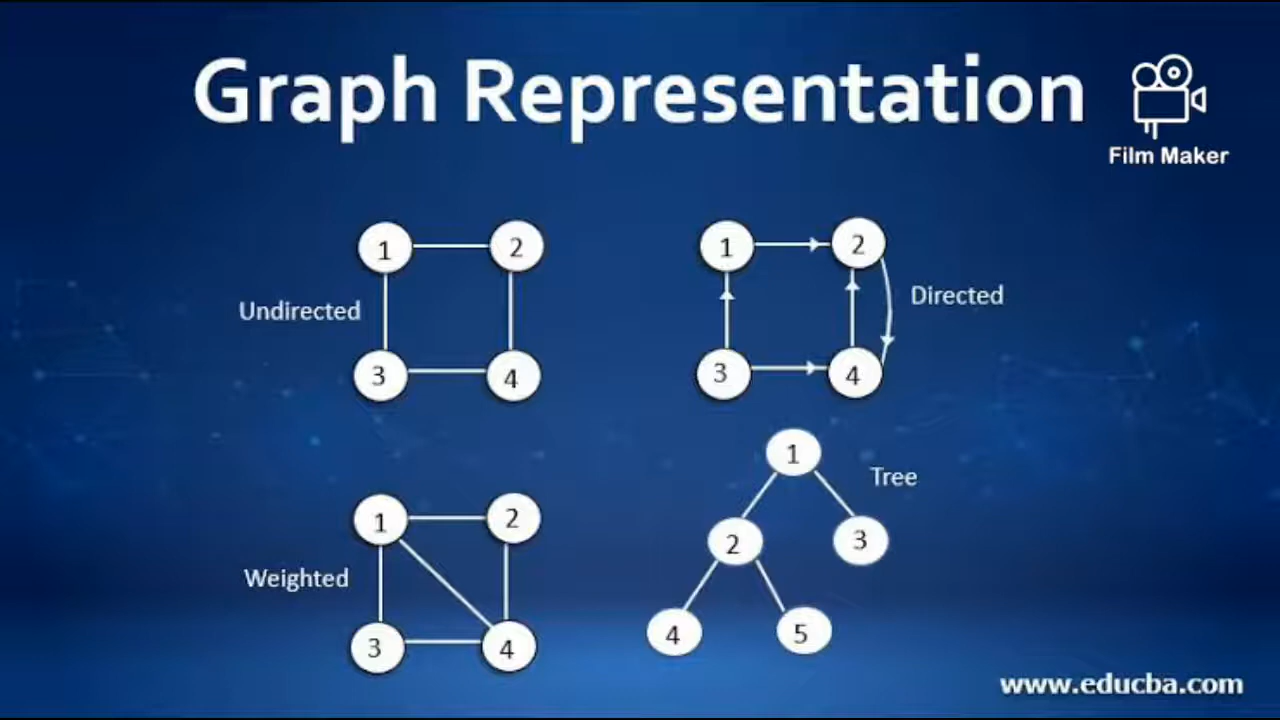 Graph Representation
Film Maker
1 2
Undirected
3 4
1 2
Directed
3 4
1 2
Weighted
3 4
1
Tree
2 3
4 5
www.educba.com